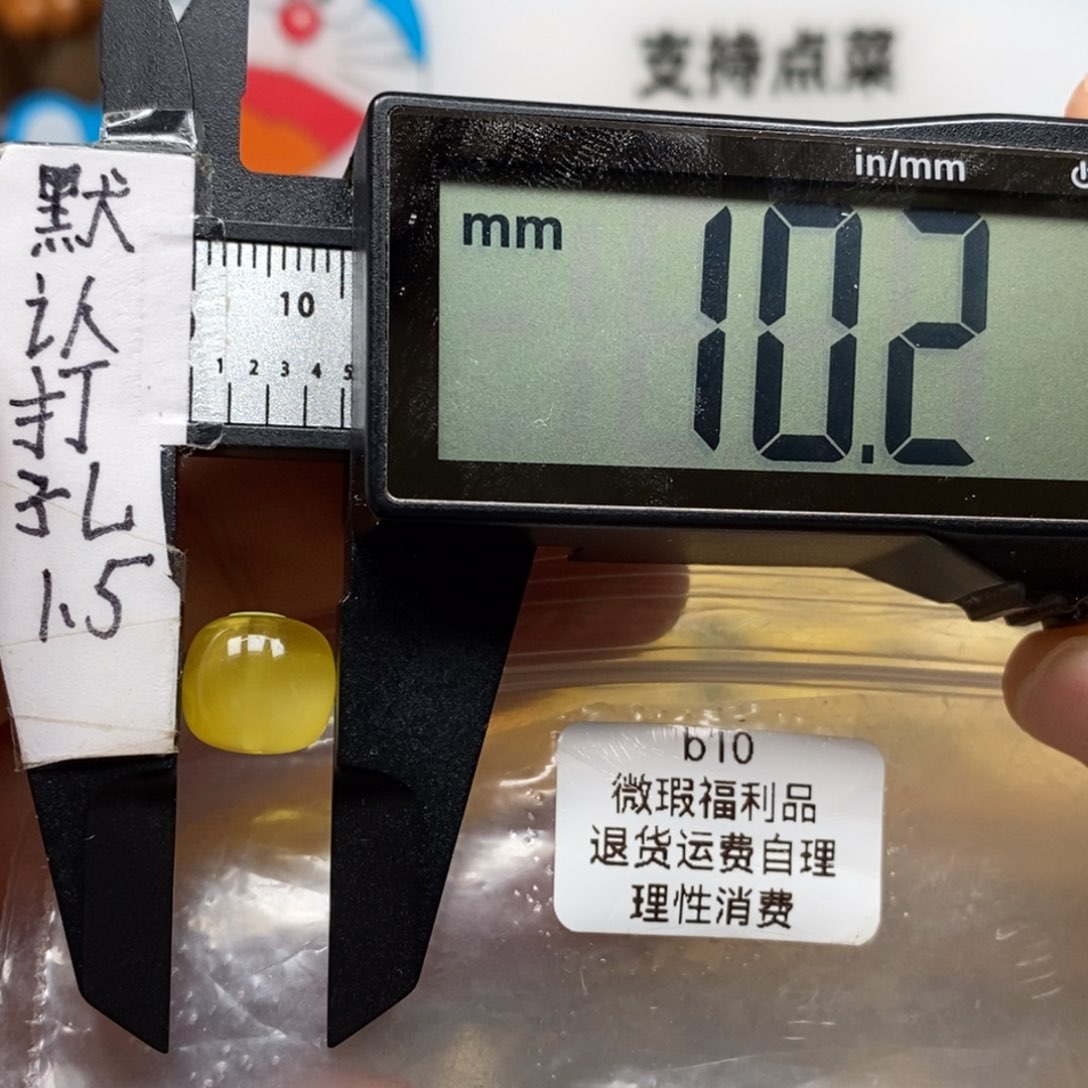 支持点菜
in/mm
mm
10.2
10
1 2 3 4 5
默
认
打
孔
1.5
b10
微瑕福利品
退货运费自理
理性消费